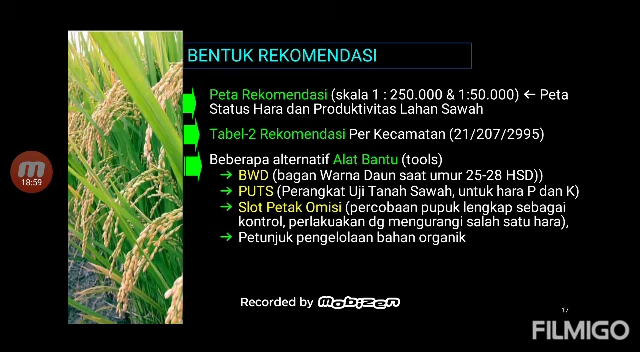 BENTUK REKOMENDASI
Peta Rekomendasi (skala 1 : 250.000 & 1:50.000) ← Peta
Status Hara dan Produktivitas Lahan Sawah
Tabel-2 Rekomendasi Per Kecamatan (21/207/2995)
Beberapa alternatif Alat Bantu (tools)
→ BWD (bagan Warna Daun saat umur 25-28 HSD))
→ PUTS (Perangkat Uji Tanah Sawah, untuk hara P dan K)
→ Slot Petak Omisi (percobaan pupuk lengkap sebagai
kontrol, perlakukan dg mengurangi salah satu hara),
→ Petunjuk pengelolaan bahan organik
18:59
Recorded by mobizen
17
FILMIGO